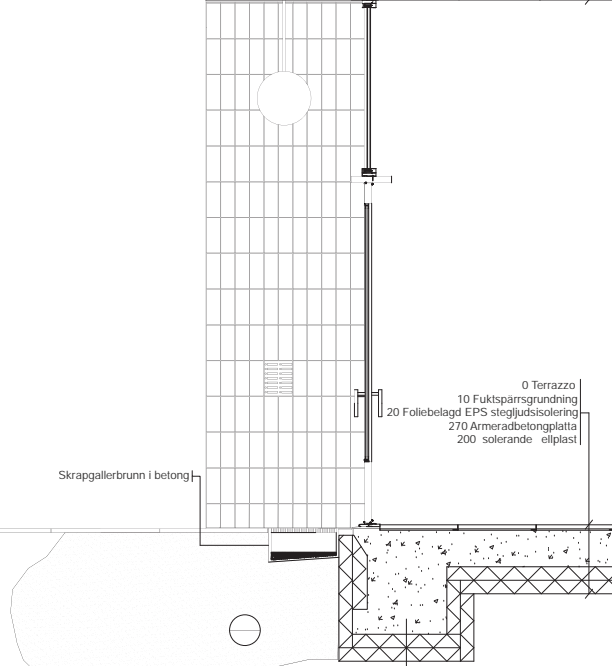 0 Terrazzo
10 Fuktspärrsgrundning
20 Foliebelagd EPS stegljudsisolering
270 Armeradbetongplatta
200 solerande ellplast
Skrapgallerbrunn i betong